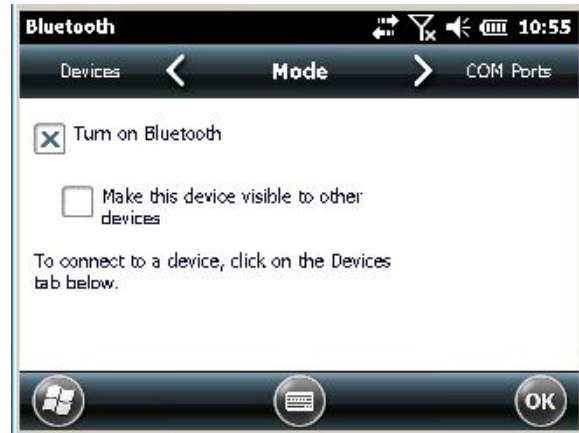 Bluetooth 10:55
Devices Mode COM Ports
Turn on Bluetooth
Make this device visible to other
devices
To connect to a device, click on the Devices
tab below.
OK